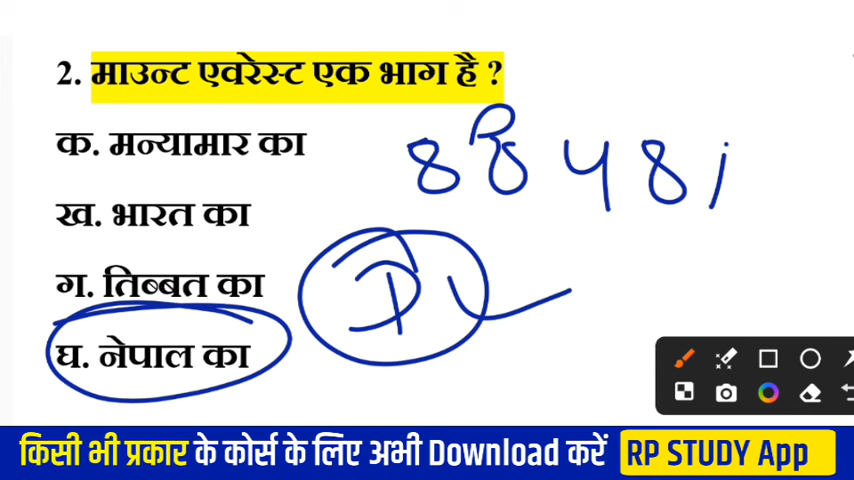 2. माउन्ट एवरेस्ट एक भाग है ?
क. मन्यामार का
8848
ख. भारत का
ग. तिब्बत का
D
घ. नेपाल का
किसी भी प्रकार के कोर्स के लिए अभी Download करें RP STUDY App